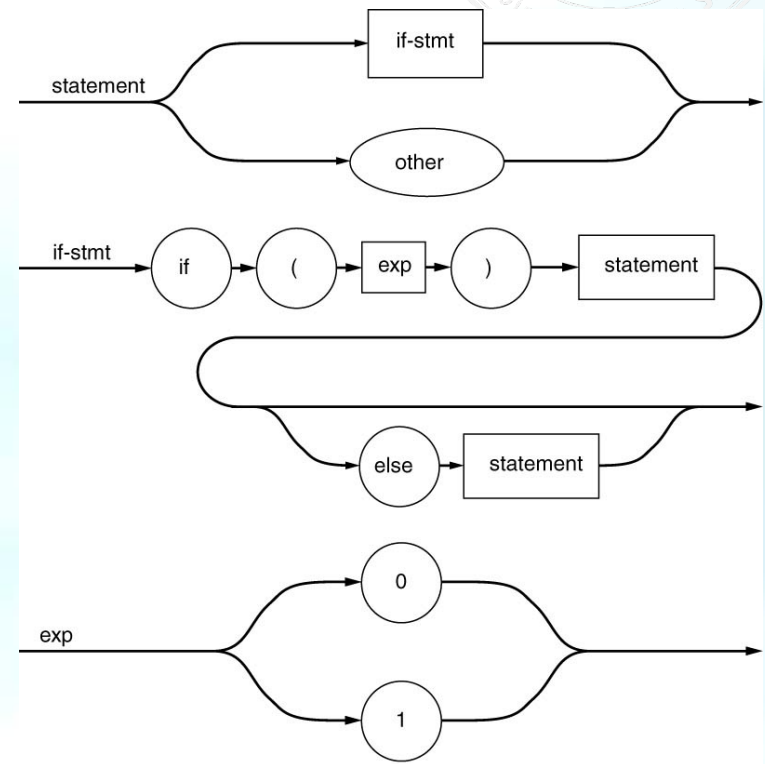 if-stmt
statement
other
if-stmt
if ( exp ) statement
else statement
0
exp
1